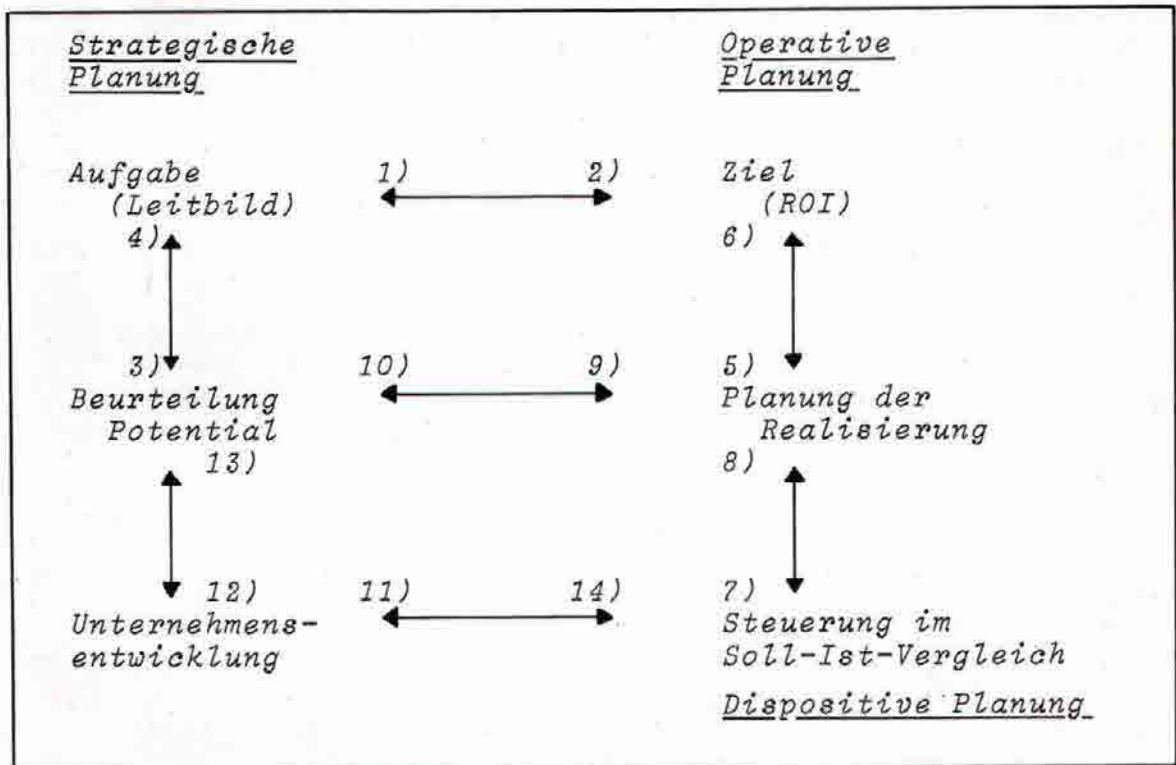 Strategische
Planung
Operative
Planung
Aufgabe
(Leitbild)
1)
2)
Ziel
(ROI)
4)
6)
3)
10)
9)
5)
Beurteilung
Potential
Planung der
Realisierung
13)
8)
12)
11)
14)
7)
Unternehmens-
entwicklung
Steuerung im
Soll-Ist-Vergleich
Dispositive Planung